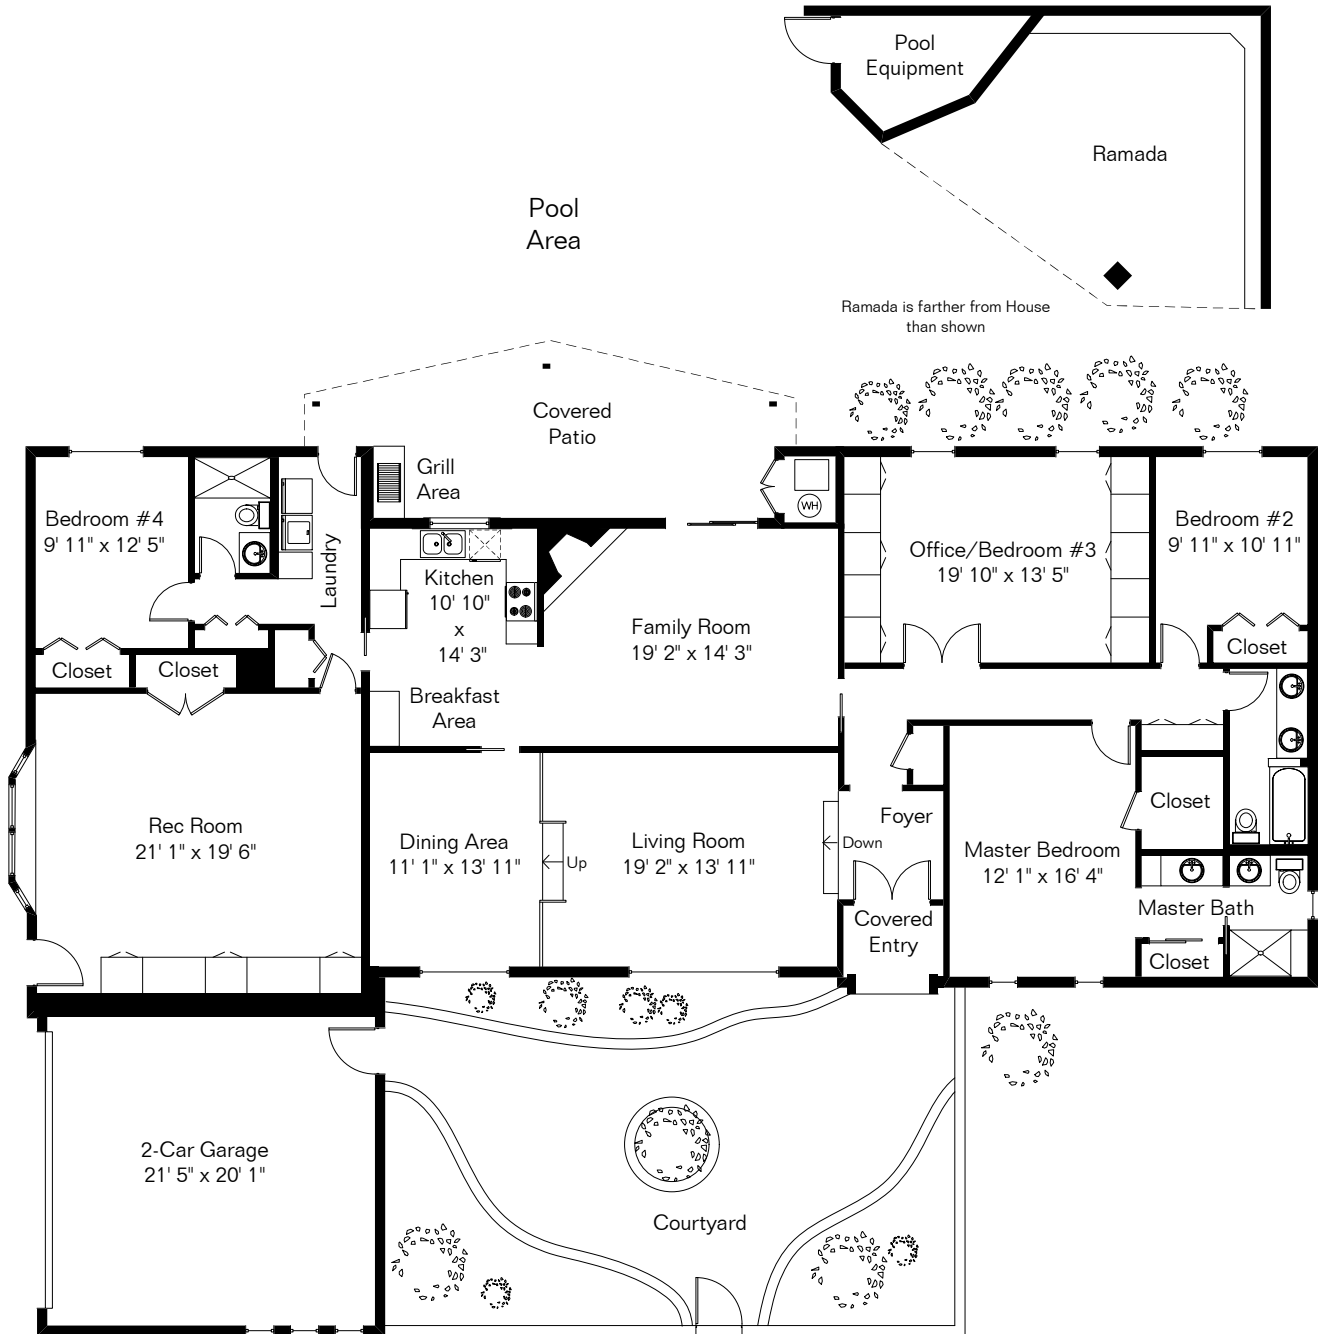 Pool
Equipment
Ramada
Pool
Area
Ramada is farther from House
than shown
Covered
Patio
Grill
Area
WH
Bedroom #4
9' 11" x 12' 5"
Laundry
Kitchen
10' 10"
x
14' 3"
Family Room
19' 2" x 14' 3"
Office/Bedroom #3
19' 10" x 13' 5"
Bedroom #2
9' 11" x 10' 11"
Closet
Closet
Closet
Breakfast
Area
Rec Room
21' 1" x 19' 6"
Dining Area
11' 1" x 13' 11"
Up
Living Room
19' 2" x 13' 11"
Foyer
Down
Master Bedroom
12' 1" x 16' 4"
Closet
Covered
Entry
Master Bath
Closet
2-Car Garage
21' 5" x 20' 1"
Courtyard